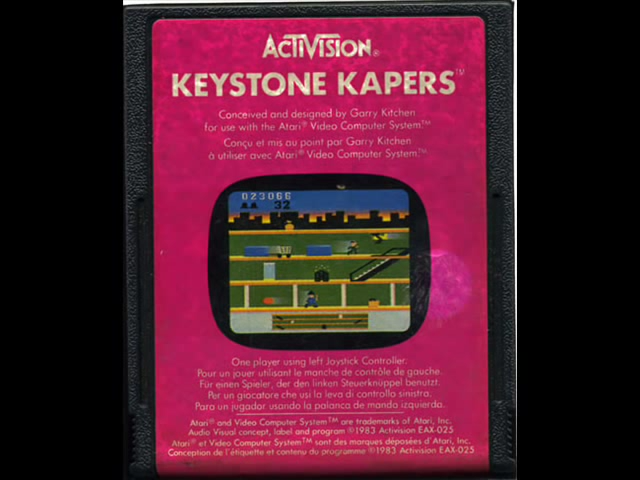 ACTIVISION®
KEYSTONE KAPERS™
Conceived and designed by Garry Kitchen
for use with the Atari® Video Computer System.™
Conçu et mis au point par Garry Kitchen
à utiliser avec Atari® Video Computer System.™
023066
32
One player using left Joystick Controller.
Pour un jouer utilisant le manche de contrôle de gauche.
Für einen Spieler, der den linken Steuerknüppel benutzt.
Per un giocatore che usi la leva di controllo sinistra.
Para un jugador usando la palanca de mando izquierda.
Atari® and Video Computer System™ are trademarks of Atari, Inc.
Audio Visual concept, label and program ©1983 Activision EAX-025
Atari® et Video Computer System™ sont des marques déposées d'Atari, Inc.
Conception de l'étiquette et contenu du programme ©1983 Activision EAX-025